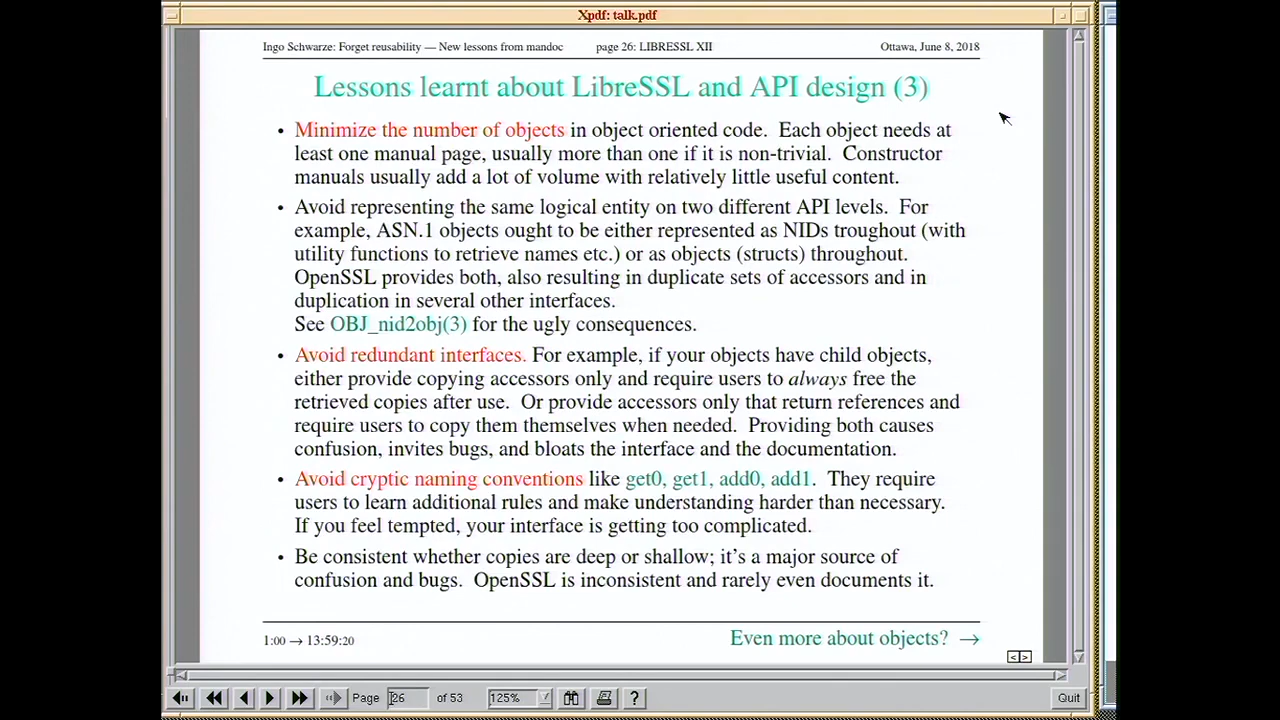 Xpdf: talk.pdf
Ingo Schwarze: Forget reusability — New lessons from mandoc page 26: LIBRESSL XII Ottawa, June 8, 2018
Lessons learnt about LibreSSL and API design (3)
• Minimize the number of objects in object oriented code. Each object needs at
least one manual page, usually more than one if it is non-trivial. Constructor
manuals usually add a lot of volume with relatively little useful content.
• Avoid representing the same logical entity on two different API levels. For
example, ASN.1 objects ought to be either represented as NIDs troughout (with
utility functions to retrieve names etc.) or as objects (structs) throughout.
OpenSSL provides both, also resulting in duplicate sets of accessors and in
duplication in several other interfaces.
See OBJ_nid2obj(3) for the ugly consequences.
• Avoid redundant interfaces. For example, if your objects have child objects,
either provide copying accessors only and require users to always free the
retrieved copies after use. Or provide accessors only that return references and
require users to copy them themselves when needed. Providing both causes
confusion, invites bugs, and bloats the interface and the documentation.
• Avoid cryptic naming conventions like get0, get1, add0, add1. They require
users to learn additional rules and make understanding harder than necessary.
If you feel tempted, your interface is getting too complicated.
• Be consistent whether copies are deep or shallow; it's a major source of
confusion and bugs. OpenSSL is inconsistent and rarely even documents it.
1:00 → 13:59:20 Even more about objects? →
Page 26 of 53 125% ? Quit